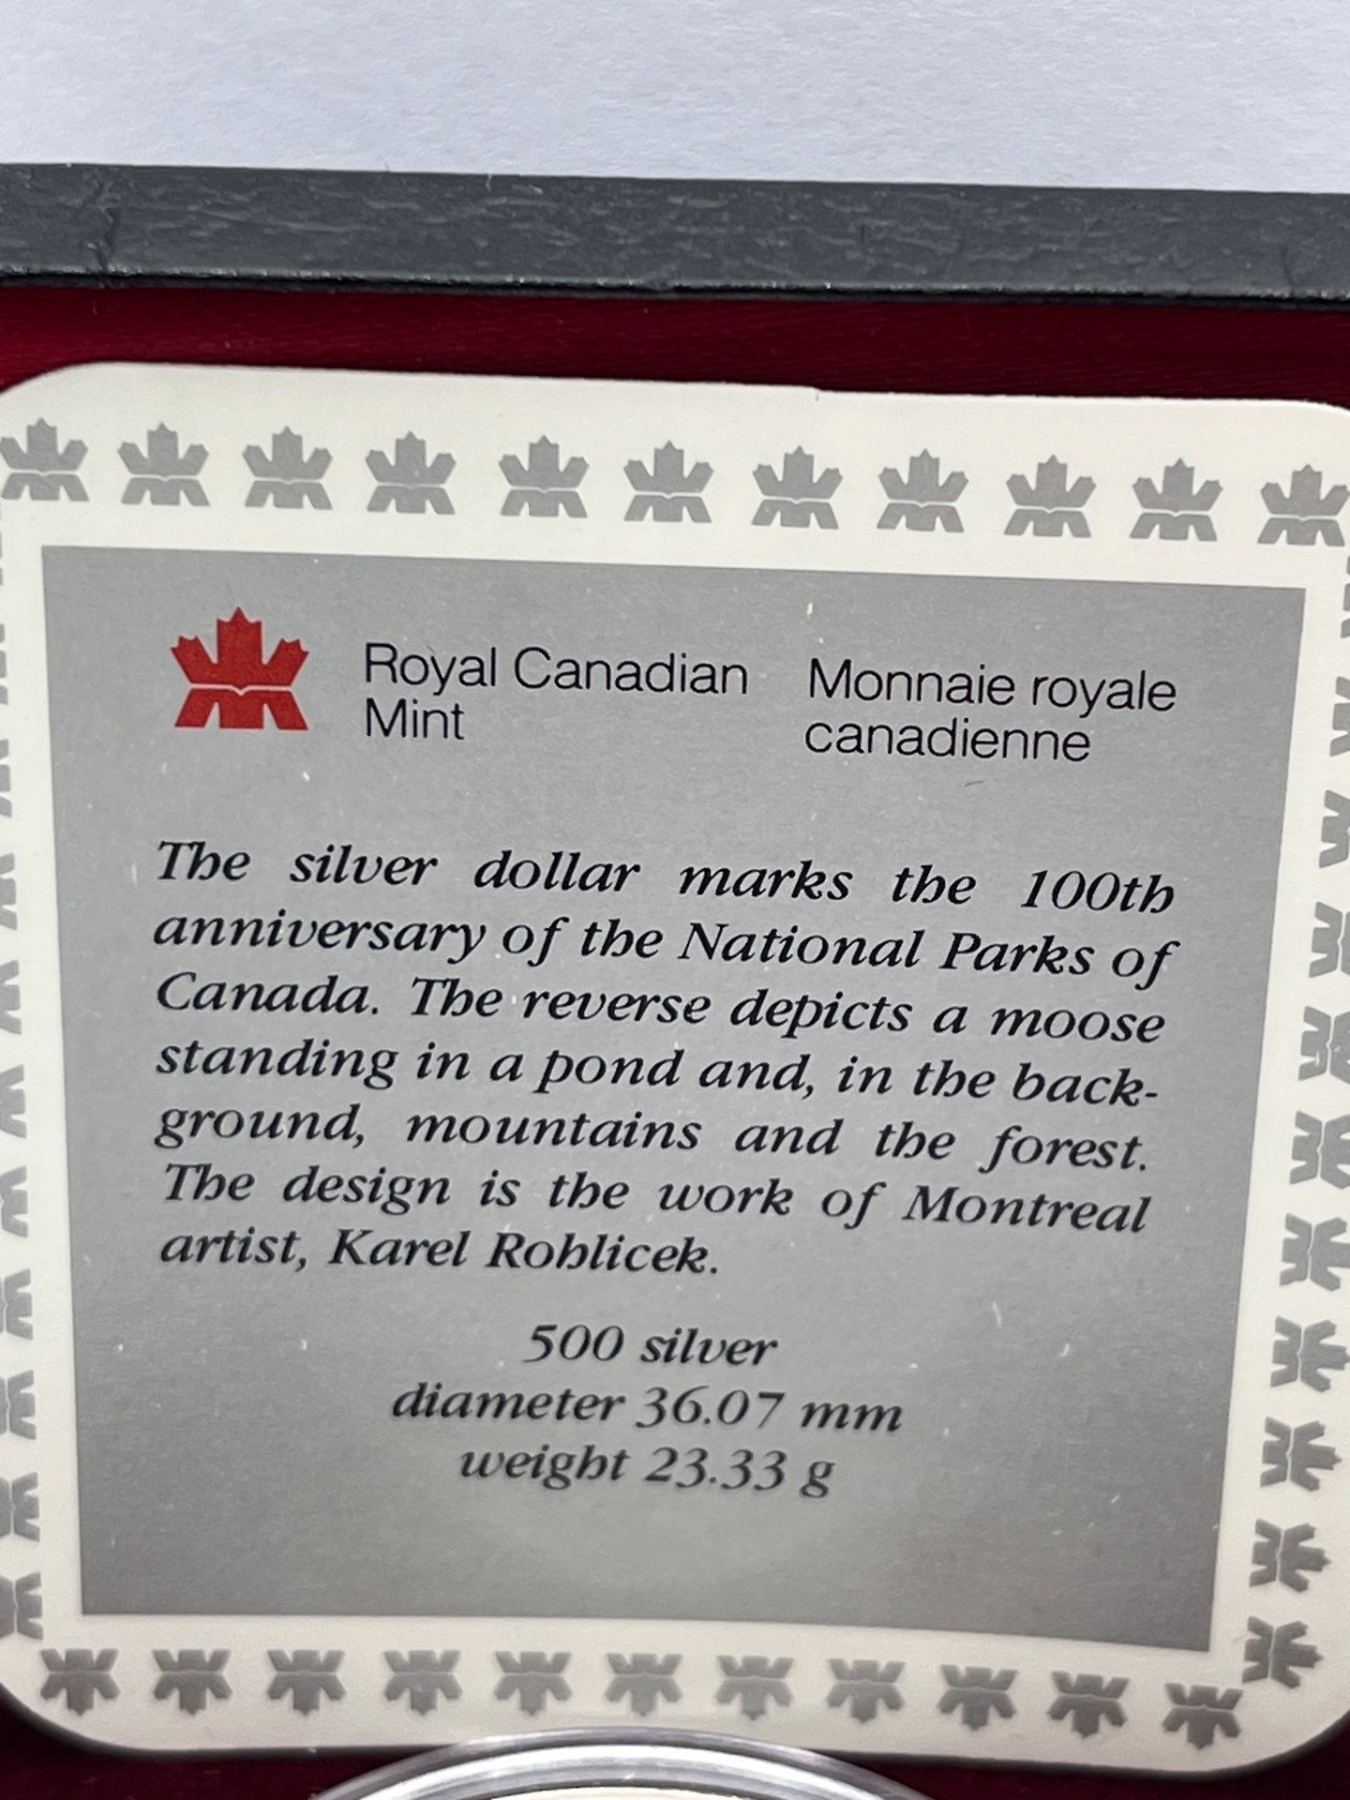 Royal Canadian
Mint
Monnaie royale
canadienne
The silver dollar marks the 100th
anniversary of the National Parks of
Canada. The reverse depicts a moose
standing in a pond and, in the back-
ground, mountains and the forest.
The design is the work of Montreal
artist, Karel Rohlicek.
500 silver
diameter 36.07 mm
weight 23.33 g